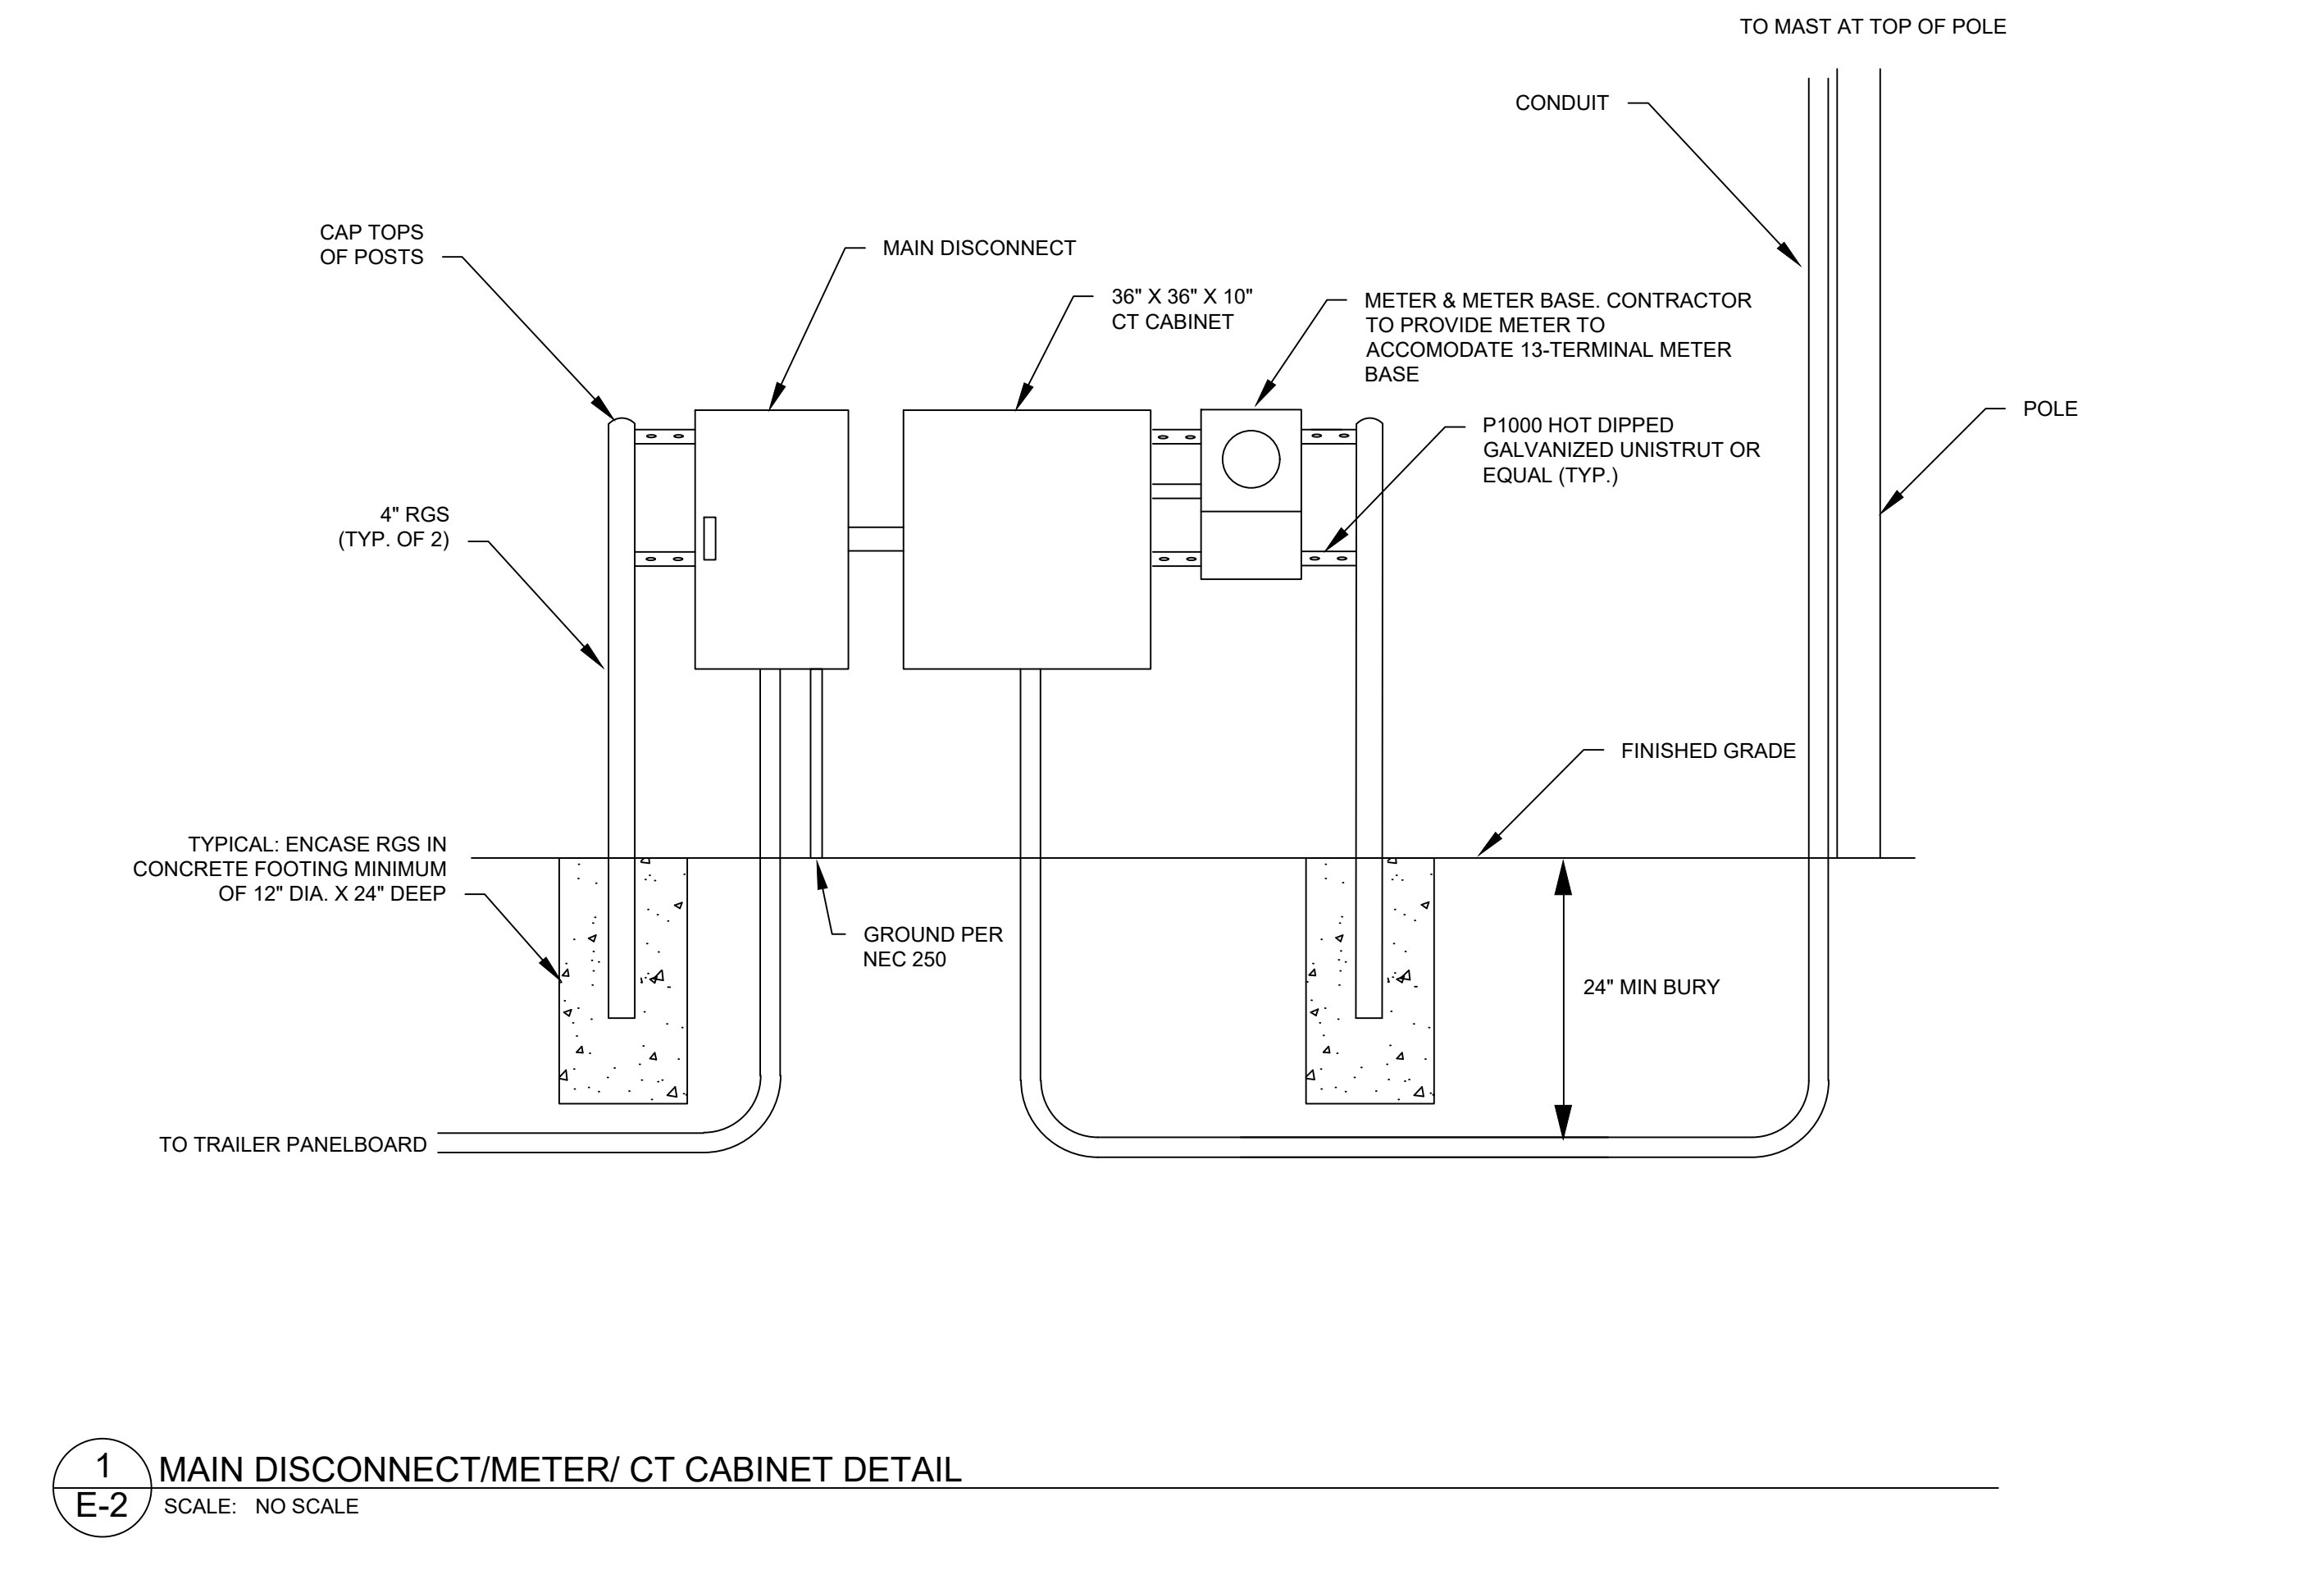 TO MAST AT TOP OF POLE
CONDUIT
CAP TOPS
OF POSTS
MAIN DISCONNECT
36" X 36" X 10"
CT CABINET
METER & METER BASE. CONTRACTOR
TO PROVIDE METER TO
ACCOMODATE 13-TERMINAL METER
BASE
POLE
P1000 HOT DIPPED
GALVANIZED UNISTRUT OR
EQUAL (TYP.)
4" RGS
(TYP. OF 2)
FINISHED GRADE
TYPICAL: ENCASE RGS IN
CONCRETE FOOTING MINIMUM
OF 12" DIA. X 24" DEEP
GROUND PER
NEC 250
24" MIN BURY
TO TRAILER PANELBOARD
1
E-2
MAIN DISCONNECT/METER/ CT CABINET DETAIL
SCALE: NO SCALE